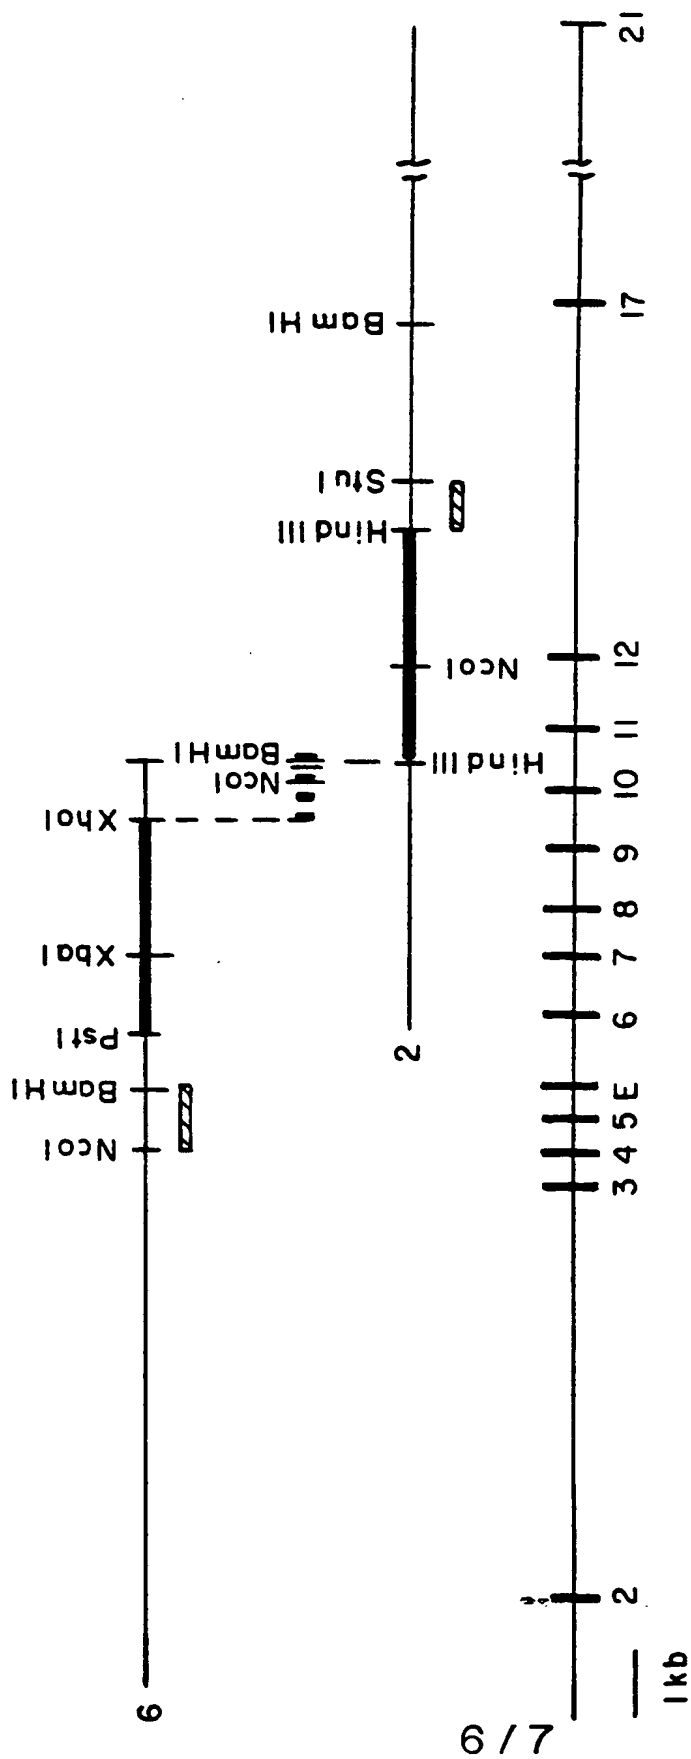 6
NcoI
BamHI
PstI
XbaI
XhoI
NcoI
BamHI
2
HindIII
NcoI
HindIII
StuI
BamHI
2 3 4 5 E 6 7 8 9 10 11 12 17 21
1kb
6/7